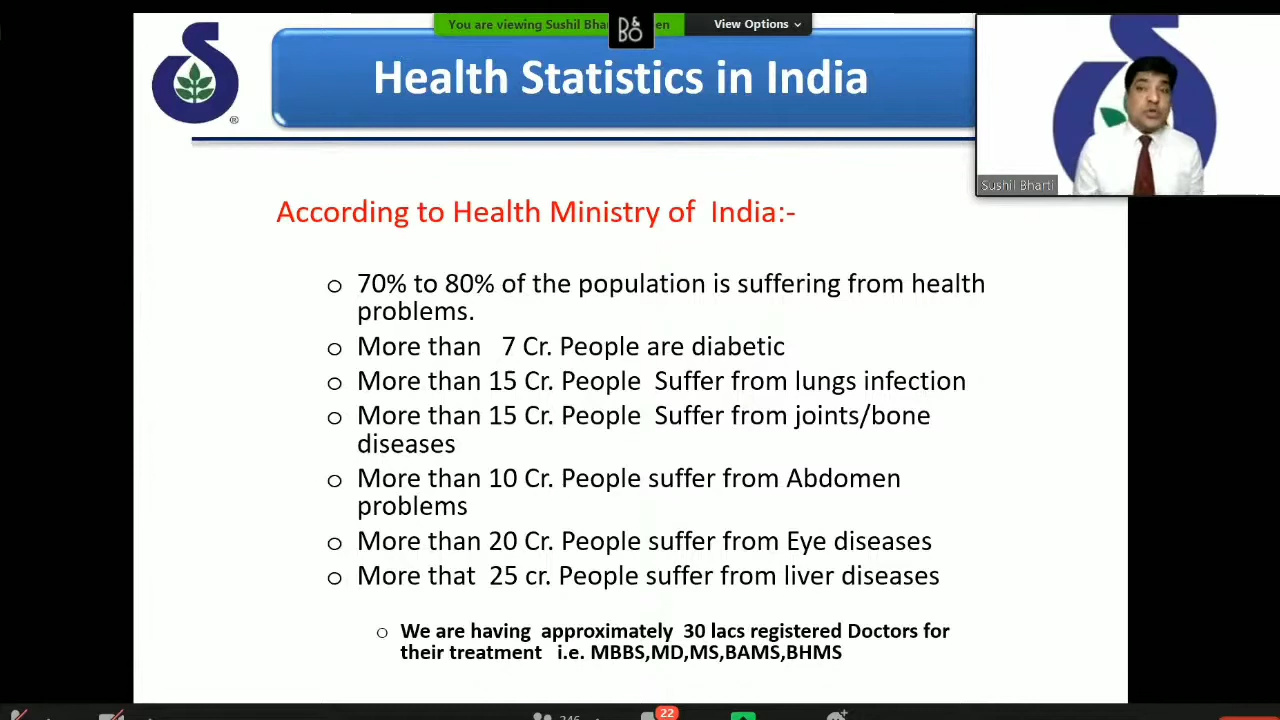 You are viewing Sushil Bha en
D&
BO
View Options
Health Statistics in India
®
Sushil Bharti
According to Health Ministry of India:-
o 70% to 80% of the population is suffering from health
problems.
o More than 7 Cr. People are diabetic
o More than 15 Cr. People Suffer from lungs infection
o More than 15 Cr. People Suffer from joints/bone
diseases
o More than 10 Cr. People suffer from Abdomen
problems
o More than 20 Cr. People suffer from Eye diseases
o More that 25 cr. People suffer from liver diseases
o We are having approximately 30 lacs registered Doctors for
their treatment i.e. MBBS,MD,MS,BAMS,BHMS
22